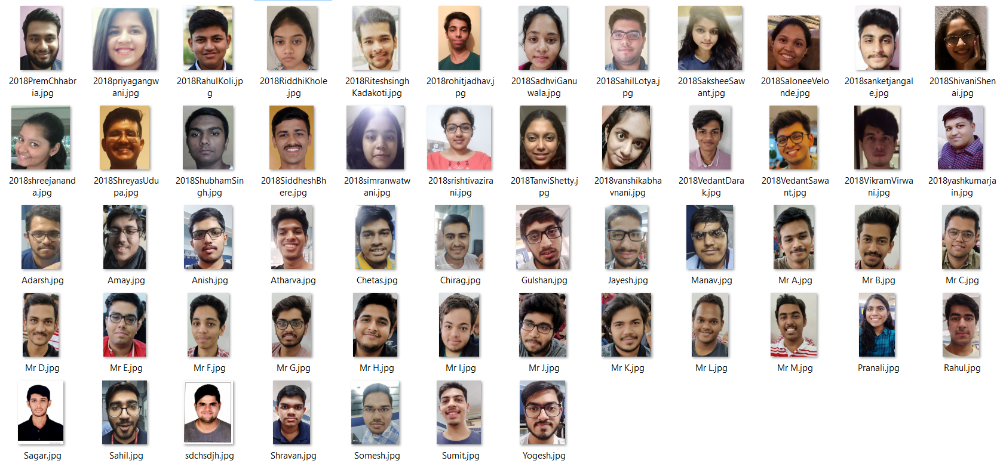 2018PremChhabr
ia.jpg
2018priyagangw
ani.jpg
2018RahulKoli.jp
g
2018RiddhiKhole
.jpg
2018Riteshsingh
Kadakoti.jpg
2018rohitjadhav.j
pg
2018SadhviGanu
wala.jpg
2018SahilLotya.j
pg
2018SaksheeSaw
ant.jpg
2018SaloneeVelo
nde.jpg
2018sanketjangal
e.jpg
2018ShivaniShen
ai.jpg
2018shreejanand
a.jpg
2018ShreyasUdu
pa.jpg
2018ShubhamSin
gh.jpg
2018SiddheshBh
ere.jpg
2018simranwatw
ani.jpg
2018srishtivazira
ni.jpg
2018TanviShetty.j
pg
2018vanshikabha
vnani.jpg
2018VedantDara
k.jpg
2018VedantSawa
nt.jpg
2018VikramVirwa
ni.jpg
2018yashkumarja
in.jpg
Adarsh.jpg
Amay.jpg
Anish.jpg
Atharva.jpg
Chetas.jpg
Chirag.jpg
Gulshan.jpg
Jayesh.jpg
Manav.jpg
Mr A.jpg
Mr B.jpg
Mr C.jpg
Mr D.jpg
Mr E.jpg
Mr F.jpg
Mr G.jpg
Mr H.jpg
Mr I.jpg
Mr J.jpg
Mr K.jpg
Mr L.jpg
Mr M.jpg
Pranali.jpg
Rahul.jpg
Sagar.jpg
Sahil.jpg
sdchsdjh.jpg
Shravan.jpg
Somesh.jpg
Sumit.jpg
Yogesh.jpg